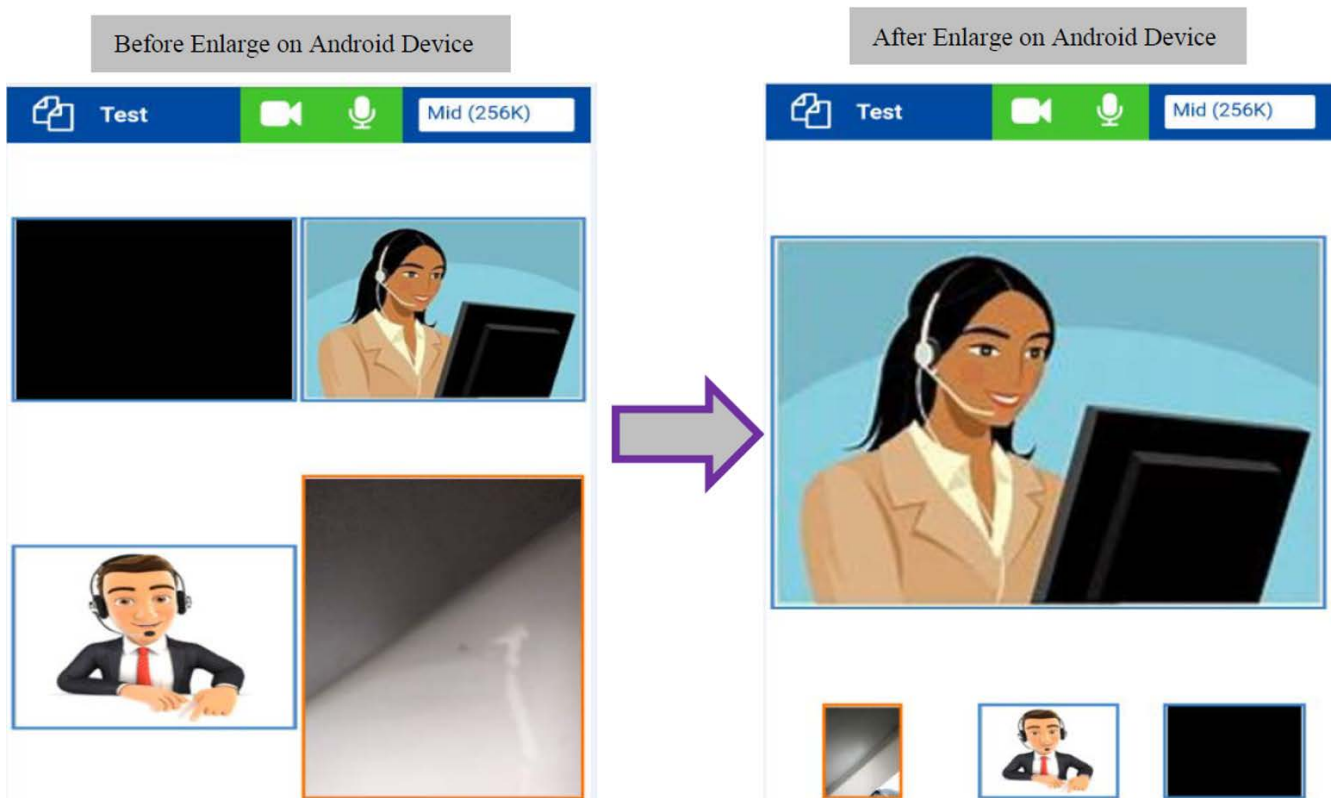 Before Enlarge on Android Device
After Enlarge on Android Device
Test
Mid (256K)
Test
Mid (256K)